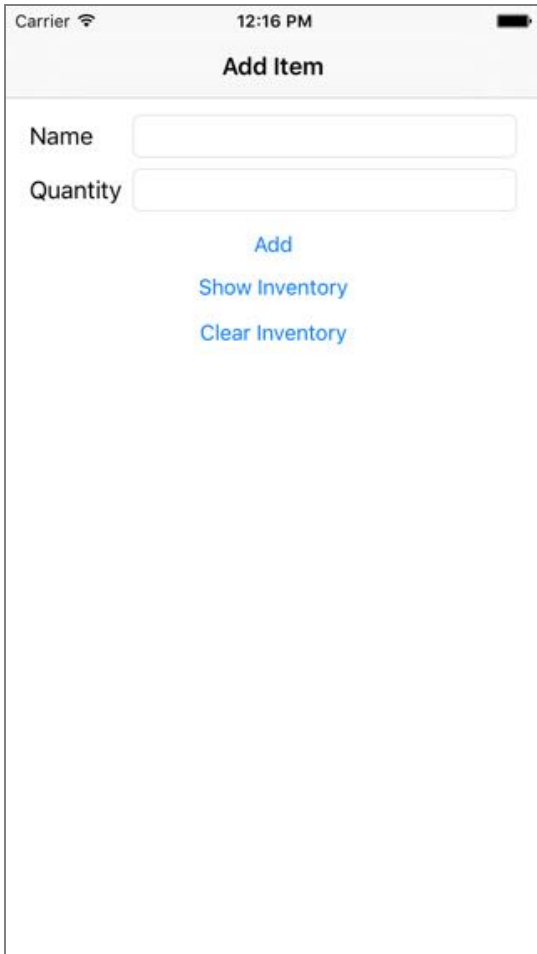 Carrier 12:16 PM
Add Item
Name
Quantity
Add
Show Inventory
Clear Inventory